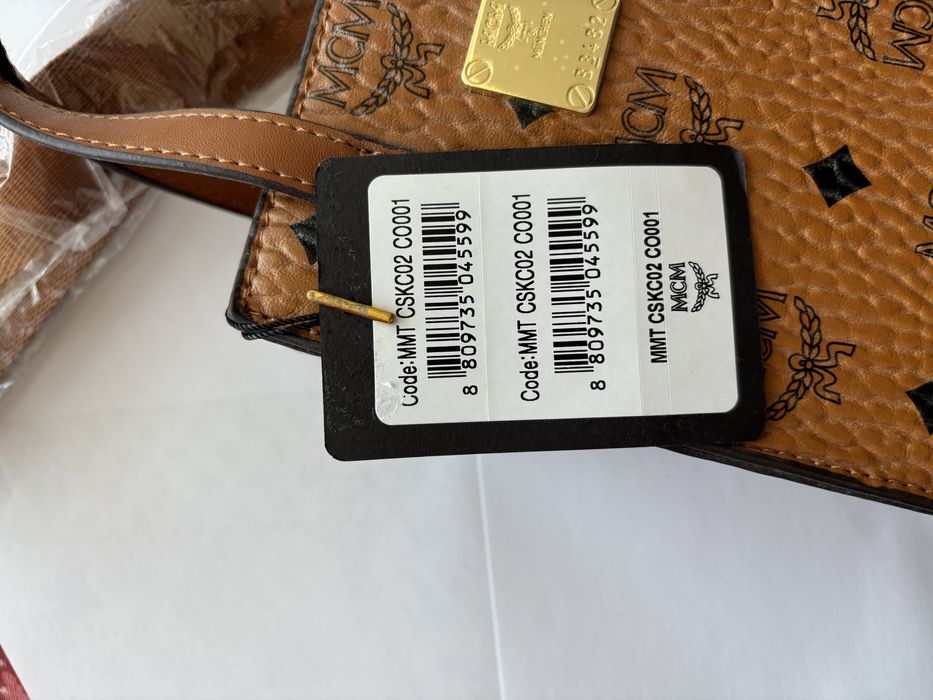 MCM
MCM
MCM
Code:MMT CSKC02 CO001
8 809735 045599
Code:MMT CSKC02 CO001
8 809735 045599
MMT CSKC02 CO001
MCM